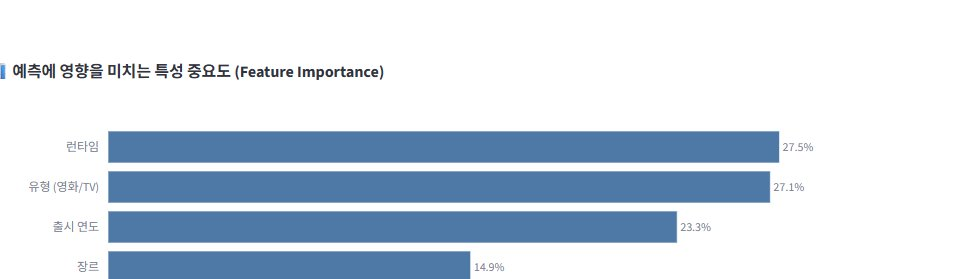 예측에 영향을 미치는 특성 중요도 (Feature Importance)
런타임 27.5%
유형 (영화/TV) 27.1%
출시 연도 23.3%
장르 14.9%